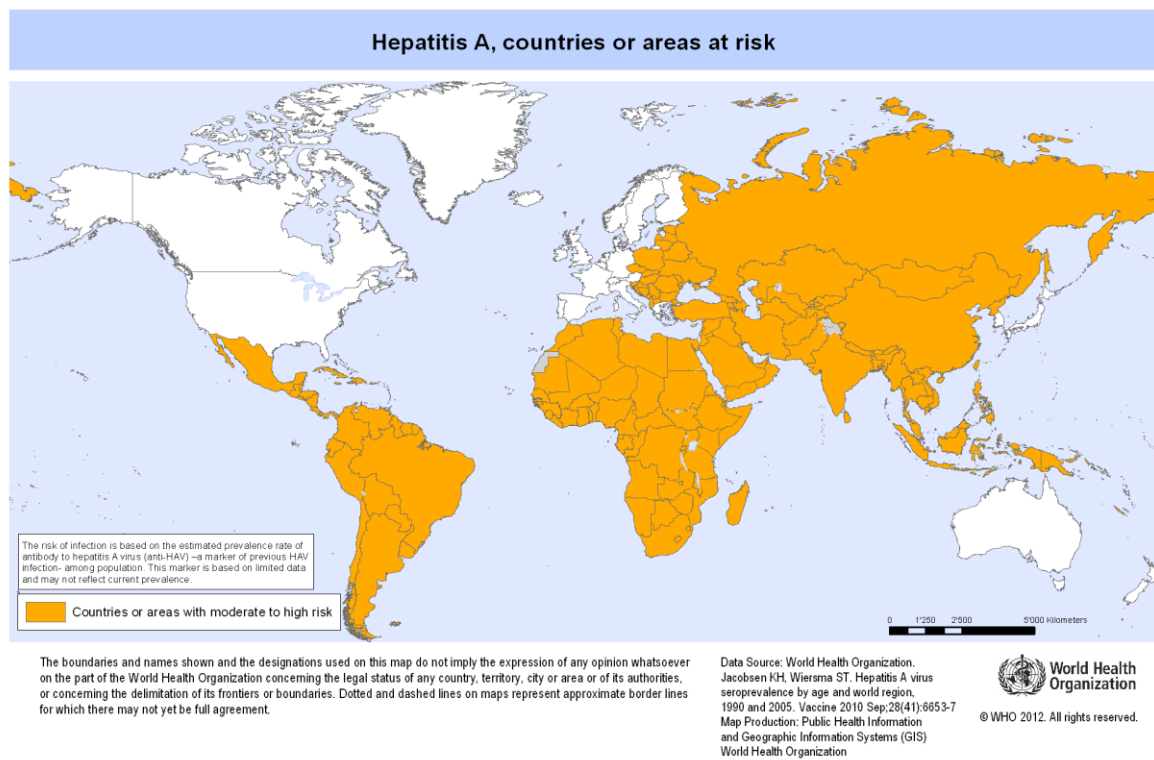 Hepatitis A, countries or areas at risk
The risk of infection is based on the estimated prevalence rate of
antibody to hepatitis A virus (anti-HAV) –a marker of previous HAV
infection- among population. This marker is based on limited data
and may not reflect current prevalence.
Countries or areas with moderate to high risk
0 1'250 2'500 5'000 Kilometers
The boundaries and names shown and the designations used on this map do not imply the expression of any opinion whatsoever
on the part of the World Health Organization concerning the legal status of any country, territory, city or area or of its authorities,
or concerning the delimitation of its frontiers or boundaries. Dotted and dashed lines on maps represent approximate border lines
for which there may not yet be full agreement.
Data Source: World Health Organization.
Jacobsen KH, Wiersma ST. Hepatitis A virus
seroprevalence by age and world region,
1990 and 2005. Vaccine 2010 Sep;28(41):6653-7
Map Production: Public Health Information
and Geographic Information Systems (GIS)
World Health Organization
World Health
Organization
© WHO 2012. All rights reserved.